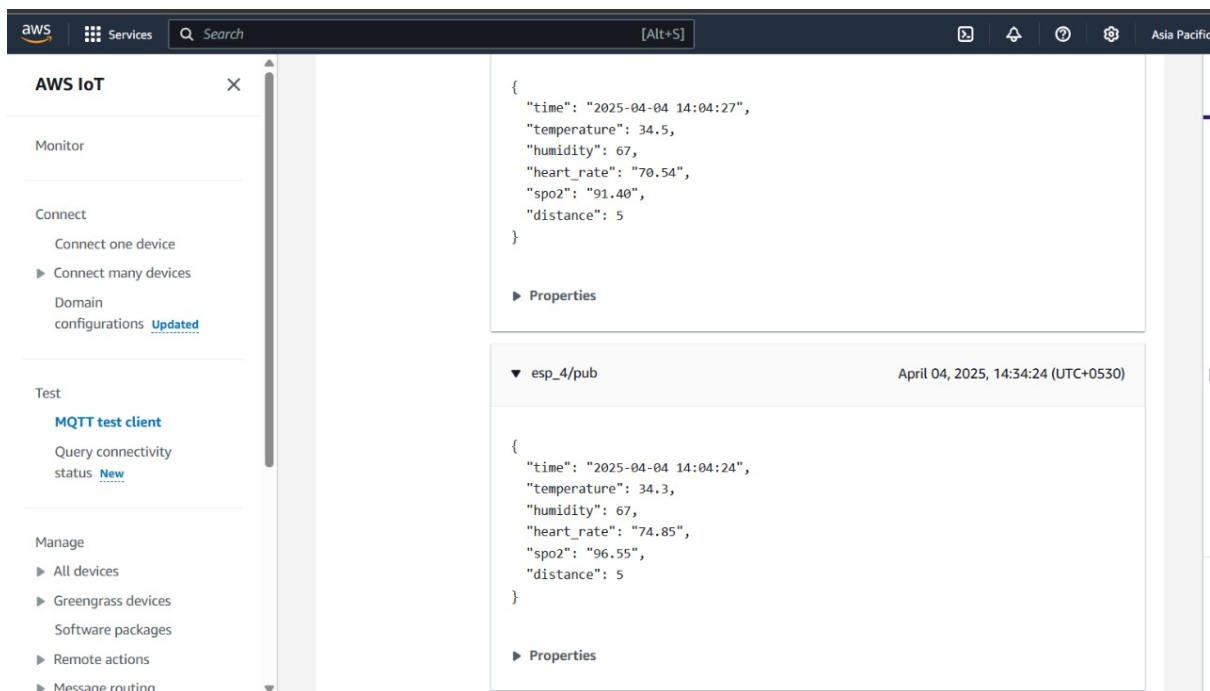 aws
Services
Search
[Alt+S]
Asia Pacific
AWS IoT
Monitor
Connect
Connect one device
Connect many devices
Domain
configurations Updated
Test
MQTT test client
Query connectivity
status New
Manage
All devices
Greengrass devices
Software packages
Remote actions
Message routing
{
"time": "2025-04-04 14:04:27",
"temperature": 34.5,
"humidity": 67,
"heart_rate": "70.54",
"spo2": "91.40",
"distance": 5
}
Properties
esp_4/pub
April 04, 2025, 14:34:24 (UTC+0530)
{
"time": "2025-04-04 14:04:24",
"temperature": 34.3,
"humidity": 67,
"heart_rate": "74.85",
"spo2": "96.55",
"distance": 5
}
Properties